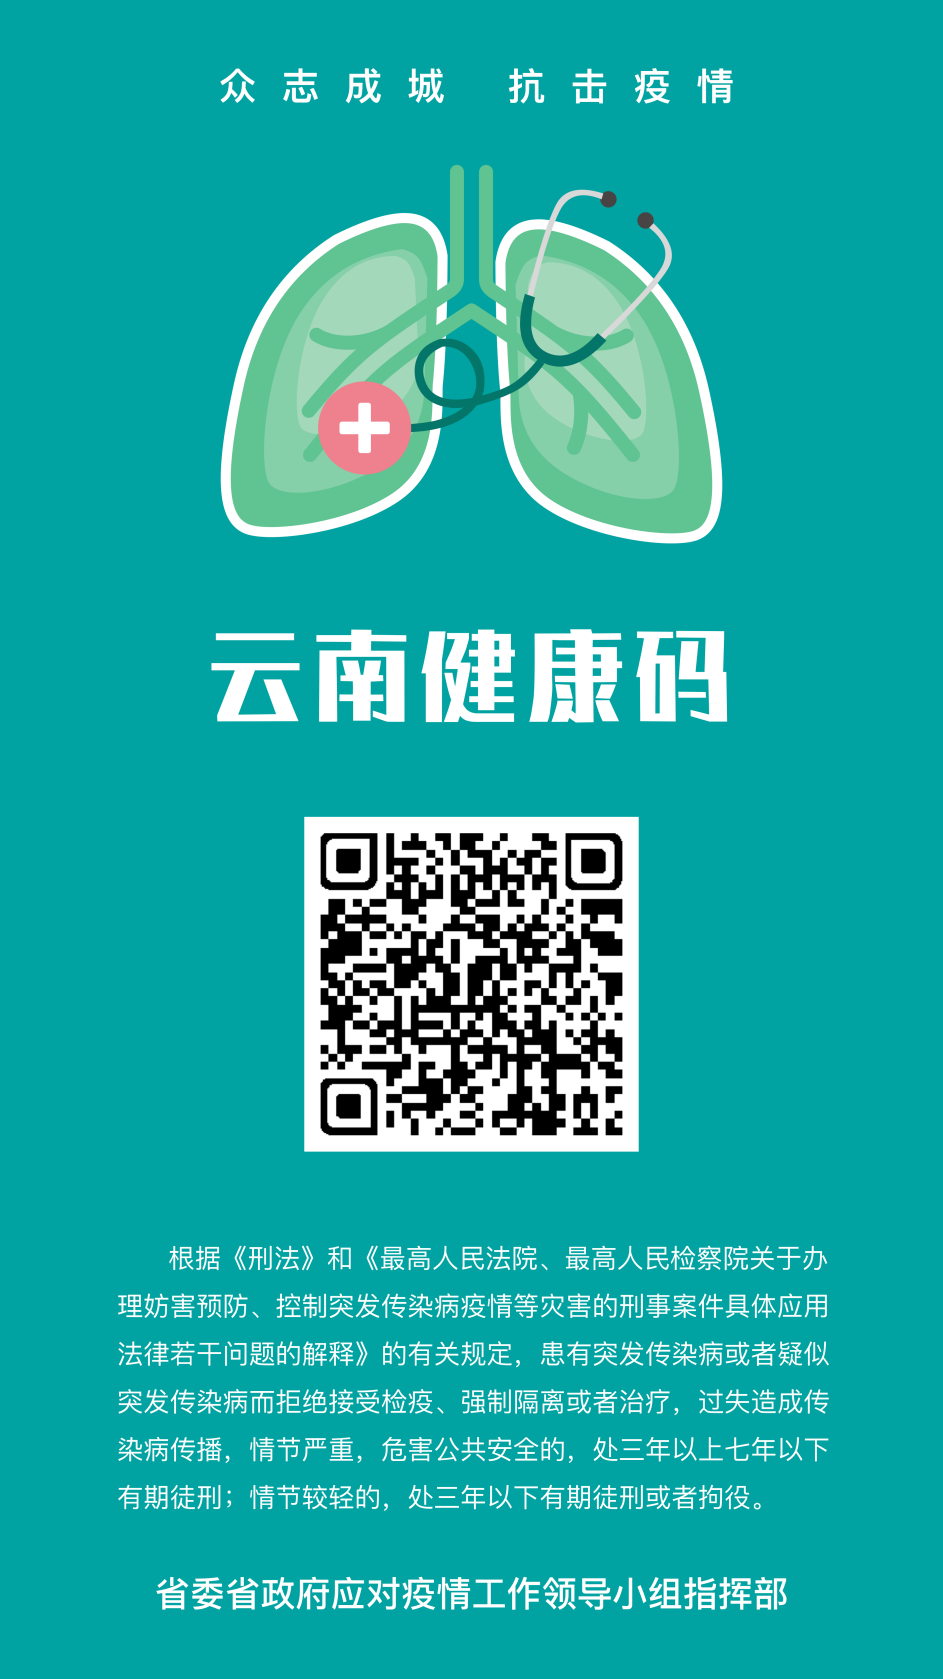 众志成城 抗击疫情
云南健康码
根据《刑法》和《最高人民法院、最高人民检察院关于办
理妨害预防、控制突发传染病疫情等灾害的刑事案件具体应用
法律若干问题的解释》的有关规定，患有突发传染病或者疑似
突发传染病而拒绝接受检疫、强制隔离或者治疗，过失造成传
染病传播，情节严重，危害公共安全的，处三年以上七年以下
有期徒刑；情节较轻的，处三年以下有期徒刑或者拘役。
省委省政府应对疫情工作领导小组指挥部